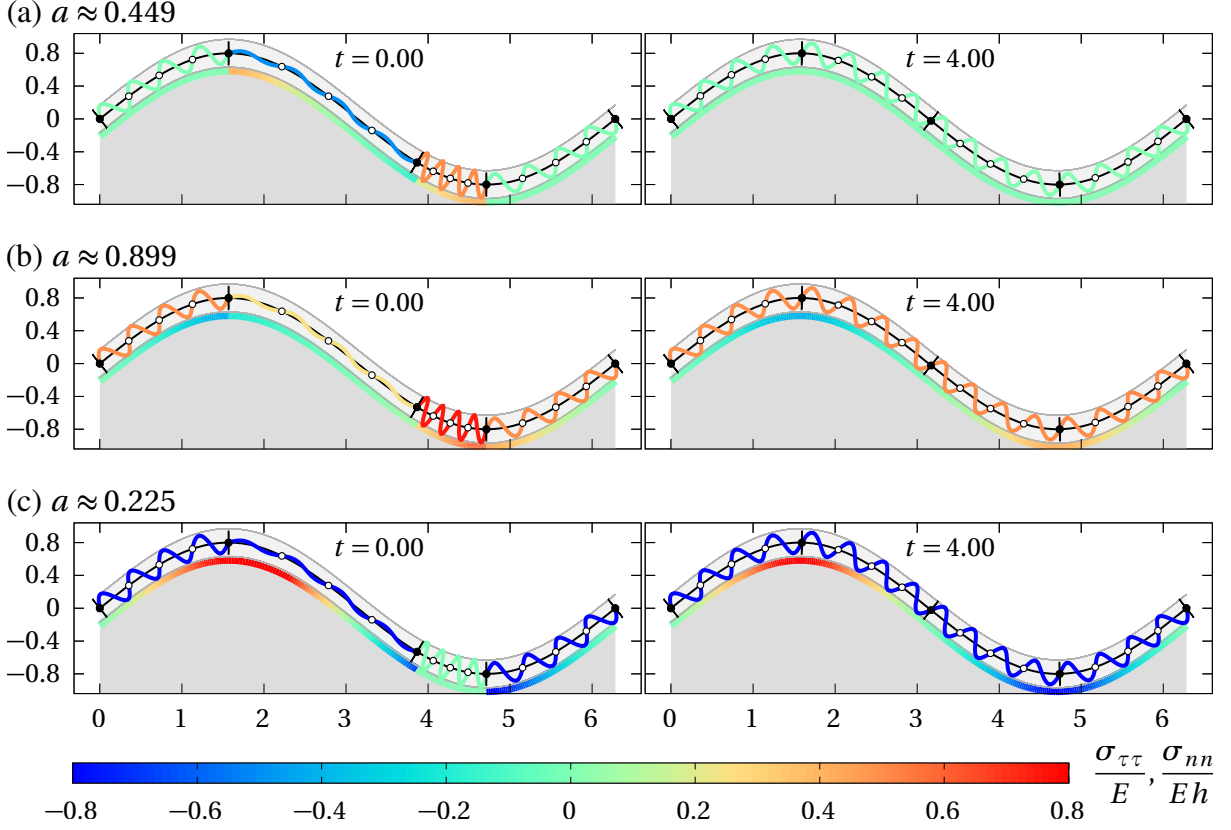 (a) a ≈ 0.449
0.8
0.4
0
−0.4
−0.8
t = 0.00
t = 4.00
(b) a ≈ 0.899
0.8
0.4
0
−0.4
−0.8
t = 0.00
t = 4.00
(c) a ≈ 0.225
0.8
0.4
0
−0.4
−0.8
t = 0.00
t = 4.00
0 1 2 3 4 5 6 0 1 2 3 4 5 6
−0.8 −0.6 −0.4 −0.2 0 0.2 0.4 0.6 0.8
σττ/E, σnn/Eh